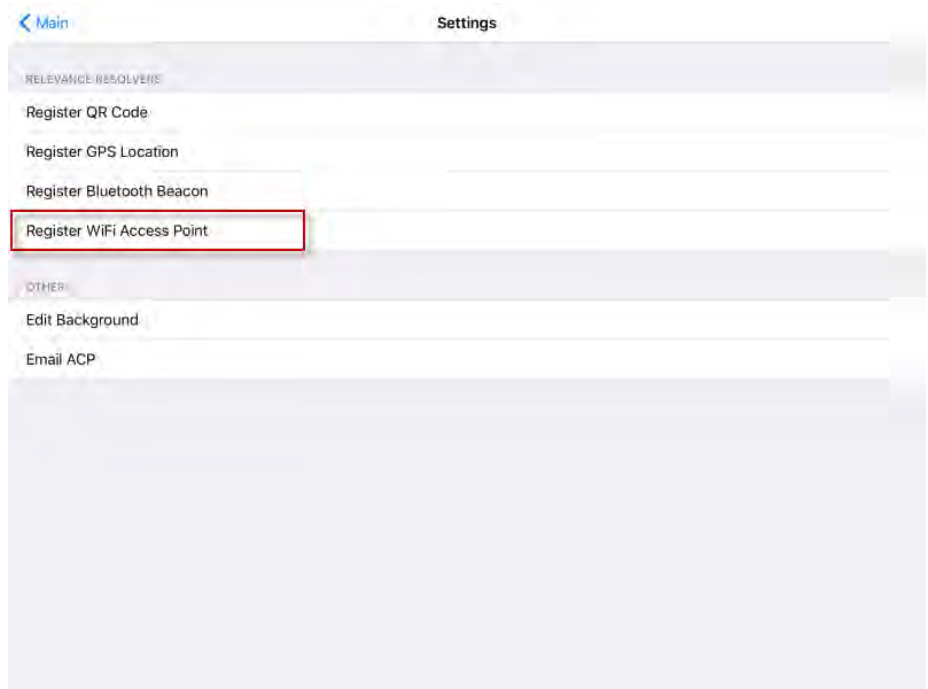 Main
Settings
RELEVANCE RESOLVERS
Register QR Code
Register GPS Location
Register Bluetooth Beacon
Register WiFi Access Point
OTHER
Edit Background
Email ACP